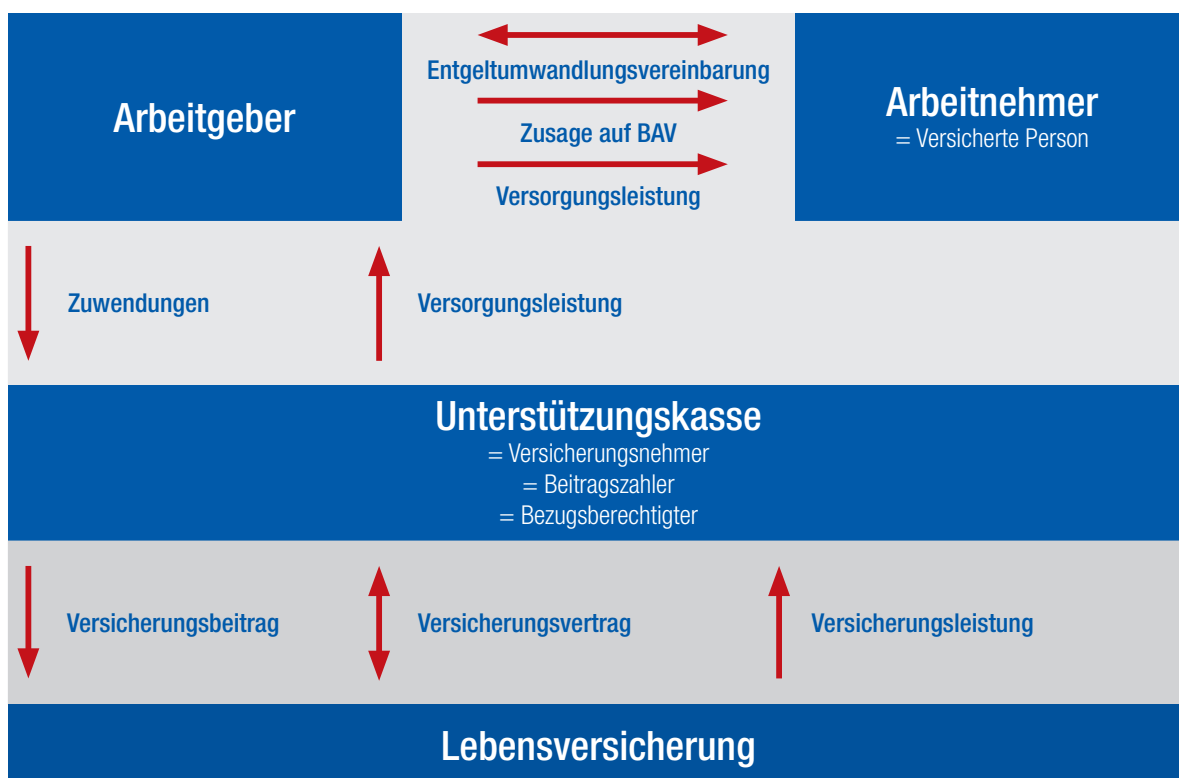 Arbeitgeber
Entgeltumwandlungsvereinbarung
Zusage auf BAV
Versorgungsleistung
Arbeitnehmer
= Versicherte Person
Zuwendungen
Versorgungsleistung
Unterstützungskasse
= Versicherungsnehmer
= Beitragszahler
= Bezugsberechtigter
Versicherungsbeitrag
Versicherungsvertrag
Versicherungsleistung
Lebensversicherung